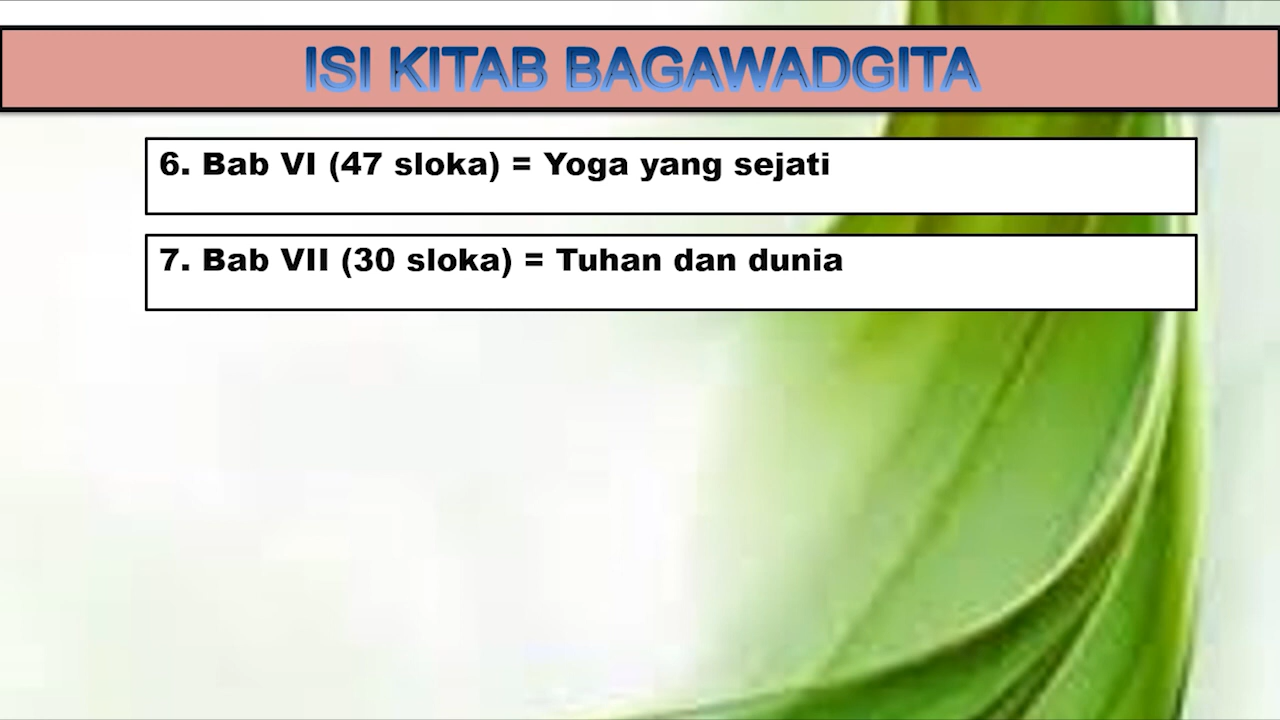 ISI KITAB BAGAWADGITA
6. Bab VI (47 sloka) = Yoga yang sejati
7. Bab VII (30 sloka) = Tuhan dan dunia